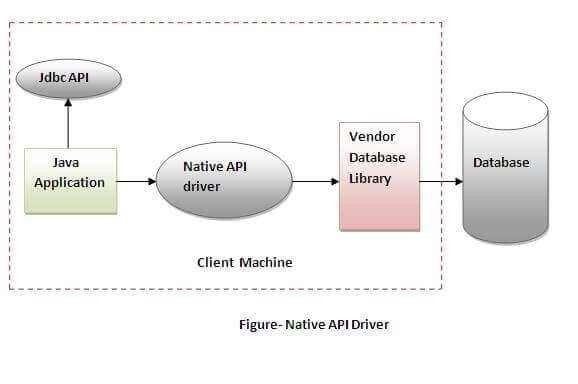 Jdbc API
Java
Application
Native API
driver
Vendor
Database
Library
Database
Client Machine
Figure- Native API Driver